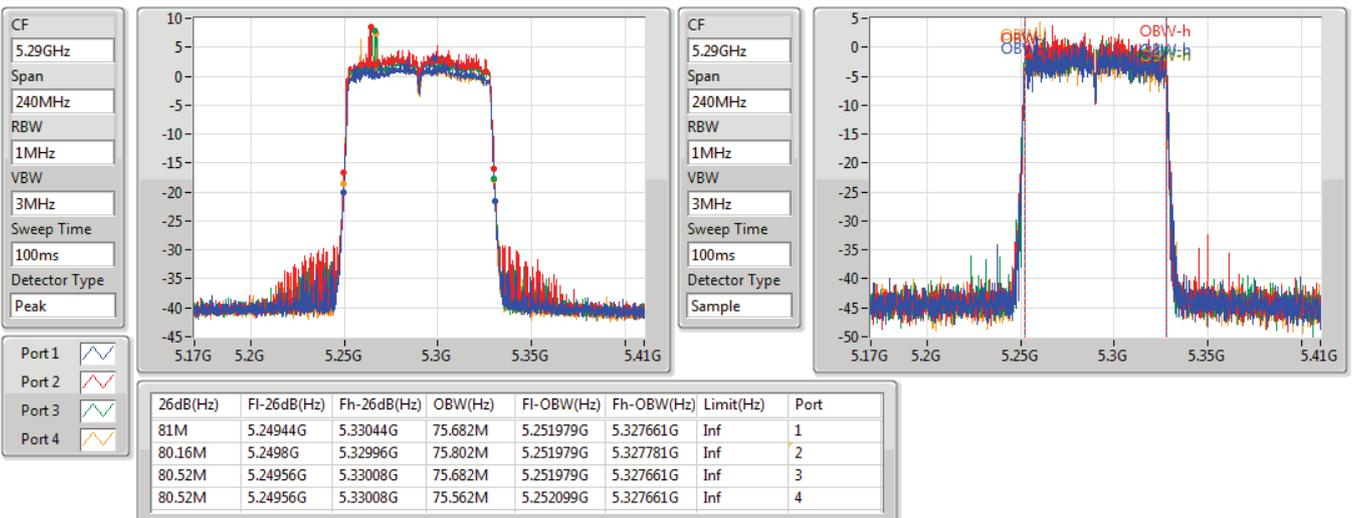 CF
5.29GHz
Span
240MHz
RBW
1MHz
VBW
3MHz
Sweep Time
100ms
Detector Type
Peak
10
5
0
-5
-10
-15
-20
-25
-30
-35
-40
-45
5.17G 5.2G 5.25G 5.3G 5.35G 5.41G
CF
5.29GHz
Span
240MHz
RBW
1MHz
VBW
3MHz
Sweep Time
100ms
Detector Type
Sample
5
0
-5
-10
-15
-20
-25
-30
-35
-40
-45
-50
OBW-h
OBW-h
5.17G 5.2G 5.25G 5.3G 5.35G 5.41G
Port 1
Port 2
Port 3
Port 4
26dB(Hz) Fl-26dB(Hz) Fh-26dB(Hz) OBW(Hz) Fl-OBW(Hz) Fh-OBW(Hz) Limit(Hz) Port
81M 5.24944G 5.33044G 75.682M 5.251979G 5.327661G Inf 1
80.16M 5.2498G 5.32996G 75.802M 5.251979G 5.327781G Inf 2
80.52M 5.24956G 5.33008G 75.682M 5.251979G 5.327661G Inf 3
80.52M 5.24956G 5.33008G 75.562M 5.252099G 5.327661G Inf 4